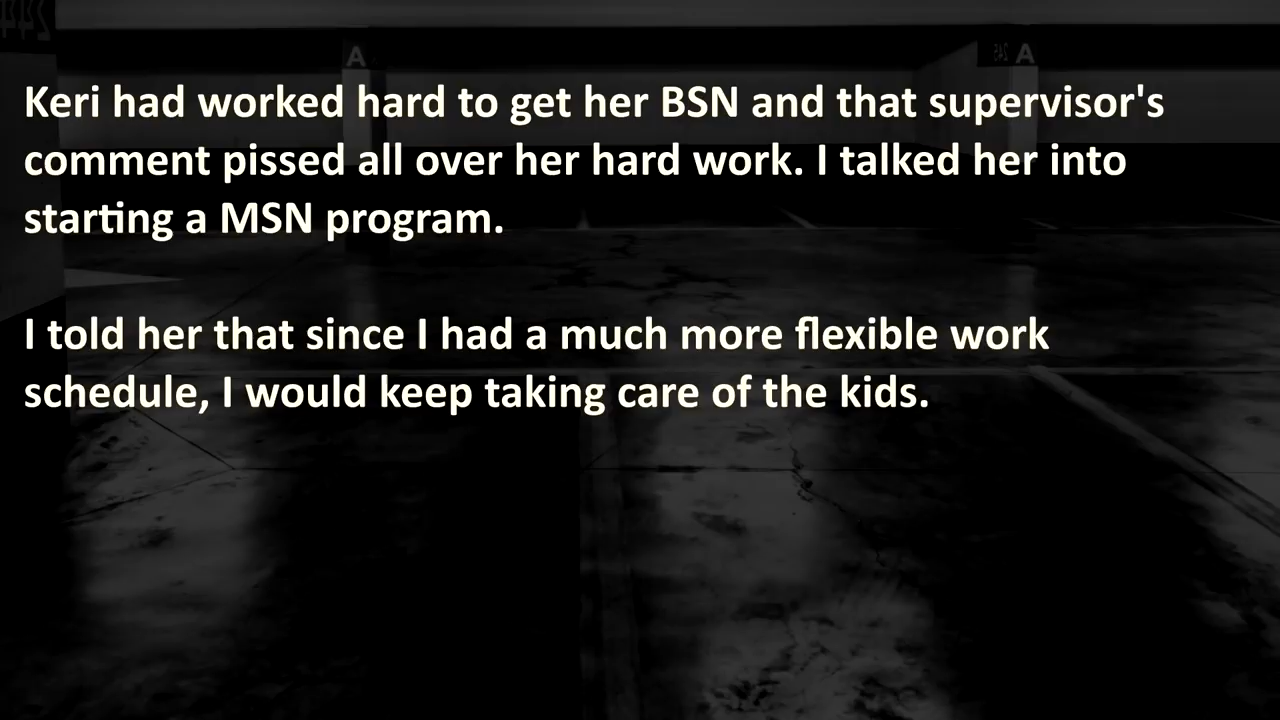 A
A
Keri had worked hard to get her BSN and that supervisor's
comment pissed all over her hard work. I talked her into
starting a MSN program.
I told her that since I had a much more flexible work
schedule, I would keep taking care of the kids.